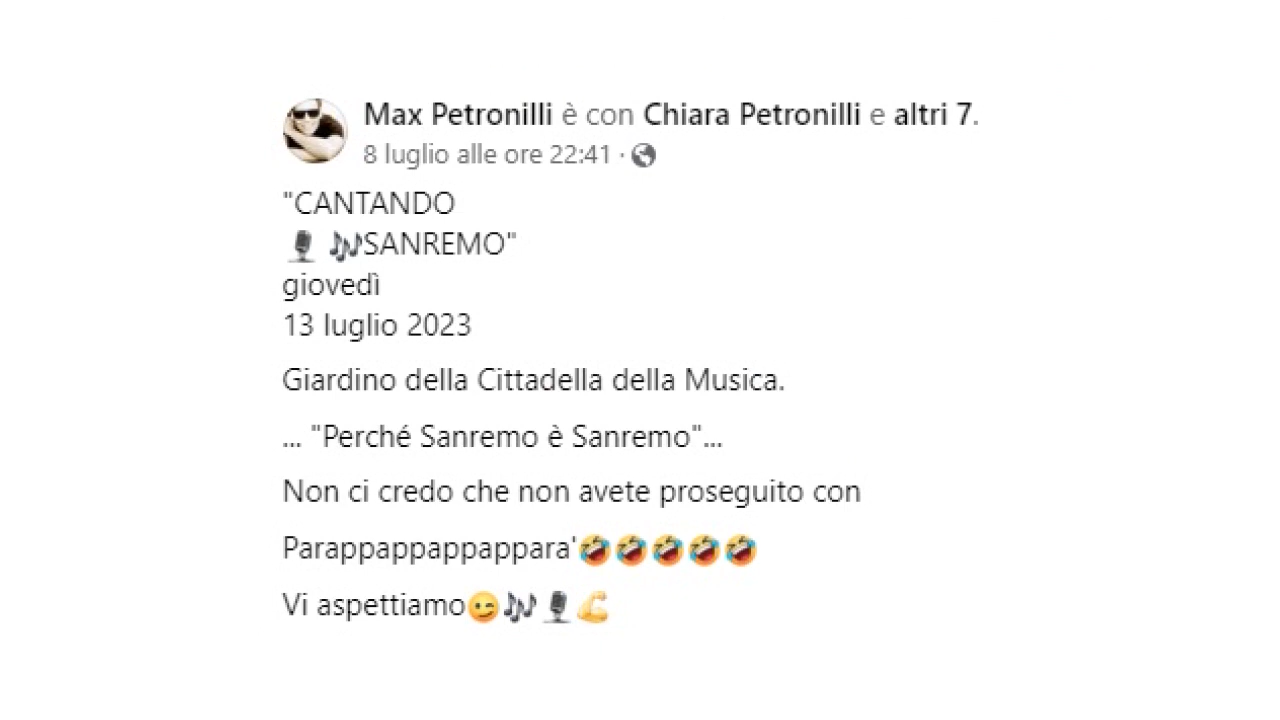 Max Petronilli è con Chiara Petronilli e altri 7.
8 luglio alle ore 22:41 ·
"CANTANDO
🎙️ 🎶SANREMO"
giovedì
13 luglio 2023
Giardino della Cittadella della Musica.
... "Perché Sanremo è Sanremo"...
Non ci credo che non avete proseguito con
Parappappappappara'🤣🤣🤣🤣🤣
Vi aspettiamo😉🎶🎙️💪